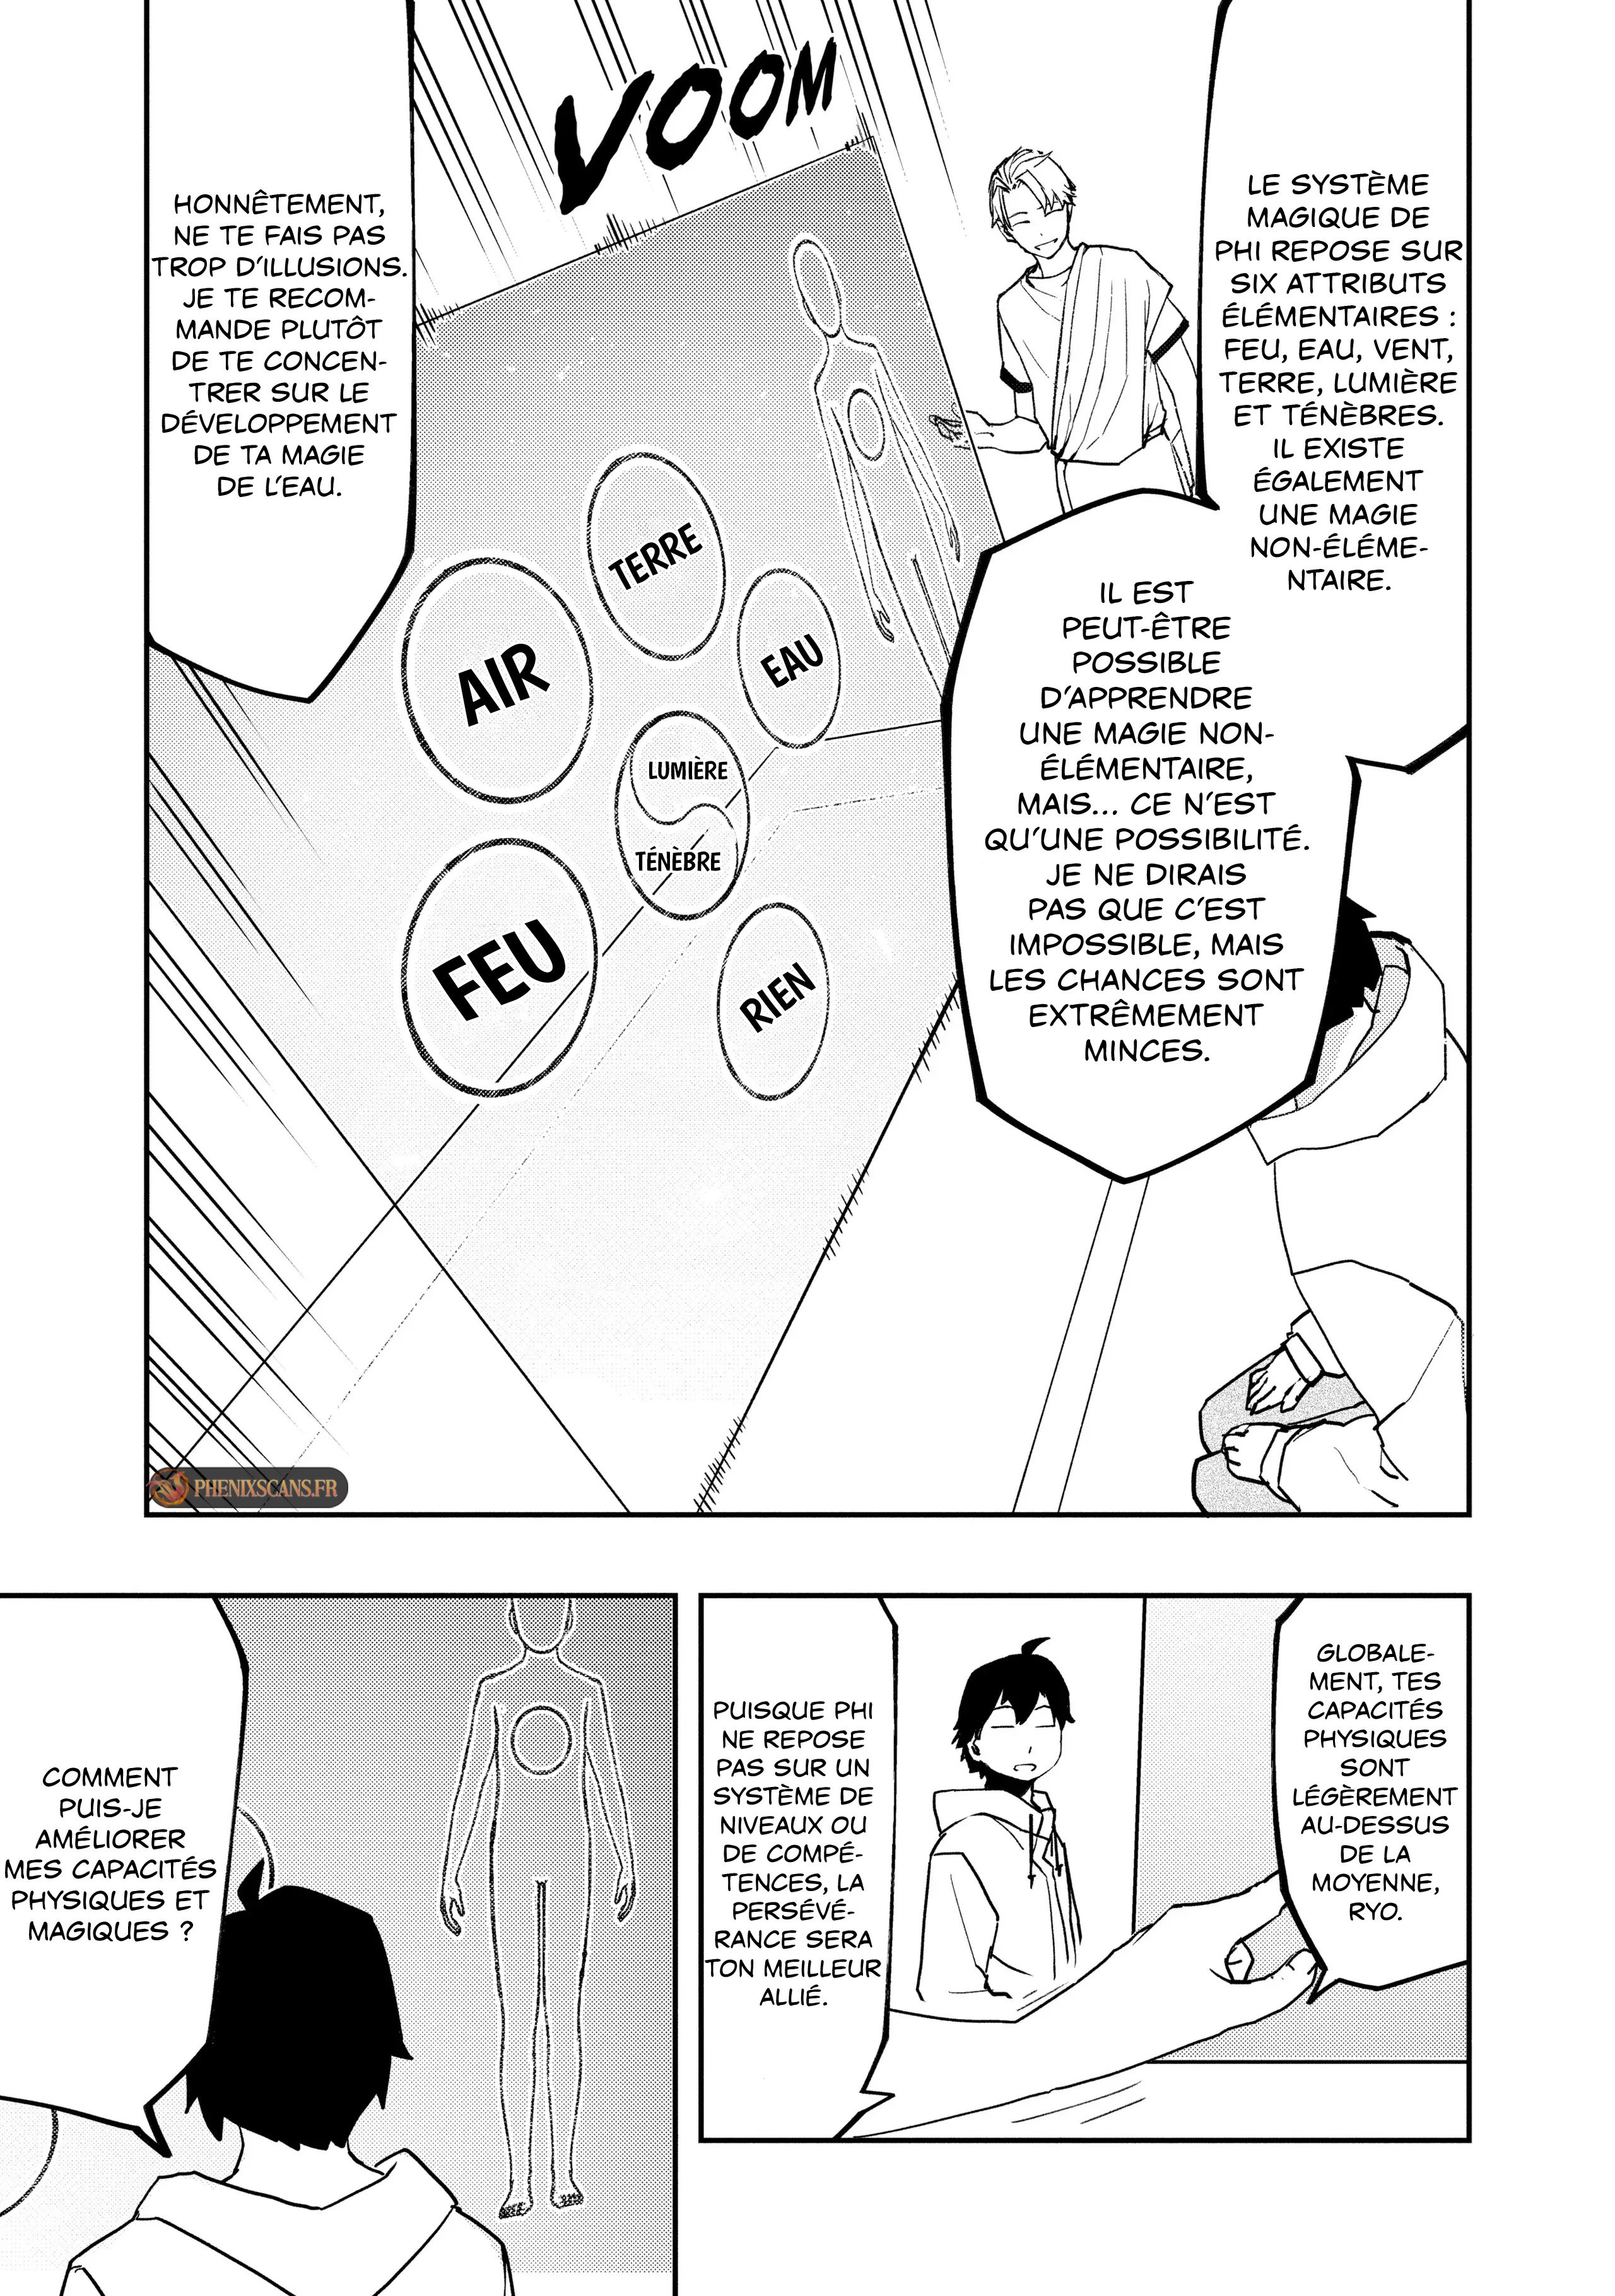 VOOM
LE SYSTÈME
MAGIQUE DE
PHI REPOSE SUR
SIX ATTRIBUTS
ÉLÉMENTAIRES :
FEU, EAU, VENT,
TERRE, LUMIÈRE
ET TÉNÈBRES.
IL EXISTE
ÉGALEMENT
UNE MAGIE
NON-ÉLÉME-
NTAIRE.
IL EST
PEUT-ÊTRE
POSSIBLE
D'APPRENDRE
UNE MAGIE NON-
ÉLÉMENTAIRE,
MAIS... CE N'EST
QU'UNE POSSIBILITÉ.
JE NE DIRAIS
PAS QUE C'EST
IMPOSSIBLE, MAIS
LES CHANCES SONT
EXTRÊMEMENT
MINCES.
HONNÊTEMENT,
NE TE FAIS PAS
TROP D'ILLUSIONS.
JE TE RECOM-
MANDE PLUTÔT
DE TE CONCEN-
TRER SUR LE
DÉVELOPPEMENT
DE TA MAGIE
DE L'EAU.
TERRE
AIR
EAU
LUMIÈRE
TÉNÈBRE
FEU
RIEN
PHENIXSCANS.FR
GLOBALE-
MENT, TES
CAPACITÉS
PHYSIQUES
SONT
LÉGÈREMENT
AU-DESSUS
DE LA
MOYENNE,
RYO.
PUISQUE PHI
NE REPOSE
PAS SUR UN
SYSTÈME DE
NIVEAUX OU
DE COMPÉ-
TENCES, LA
PERSÉVÉ-
RANCE SERA
TON MEILLEUR
ALLIÉ.
COMMENT
PUIS-JE
AMÉLIORER
MES CAPACITÉS
PHYSIQUES ET
MAGIQUES ?